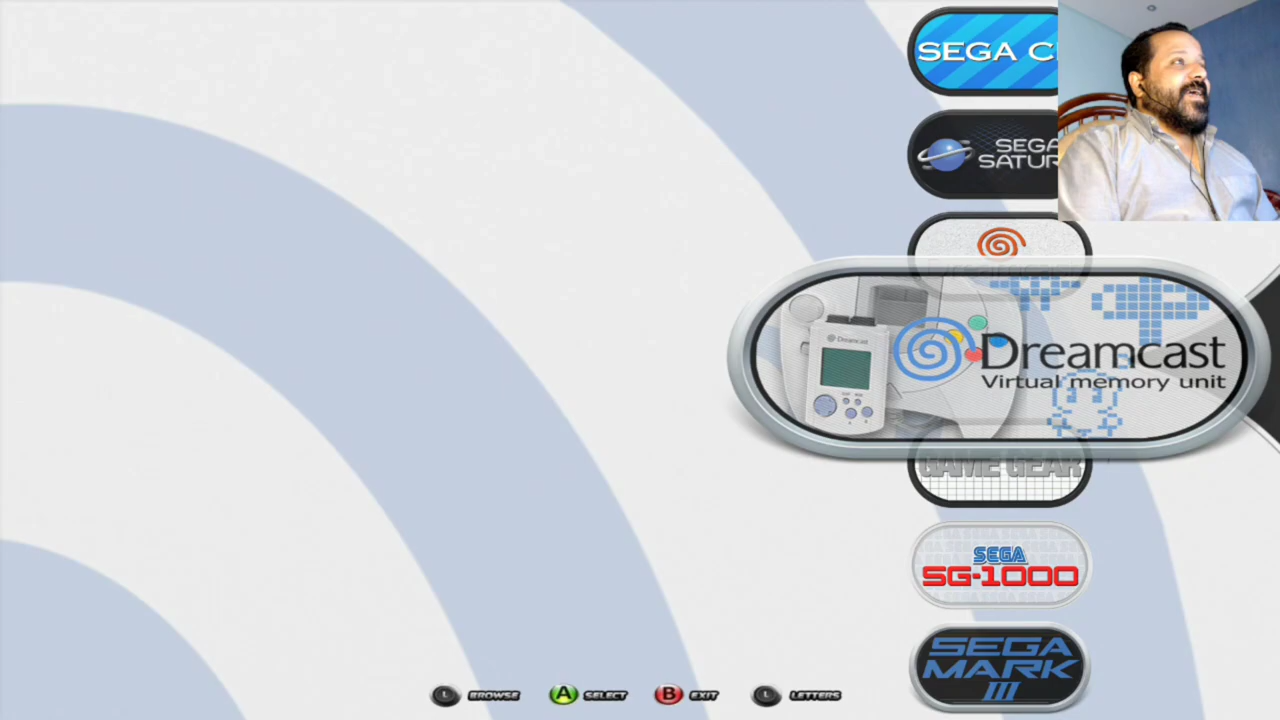 SEGA C
SEGA
SATUR
Dreamcast
Dreamcast
Virtual memory unit
GAME GEAR
SEGA
SG-1000
SEGA
MARK
III
L BROWSE A SELECT B EXIT L LETTERS